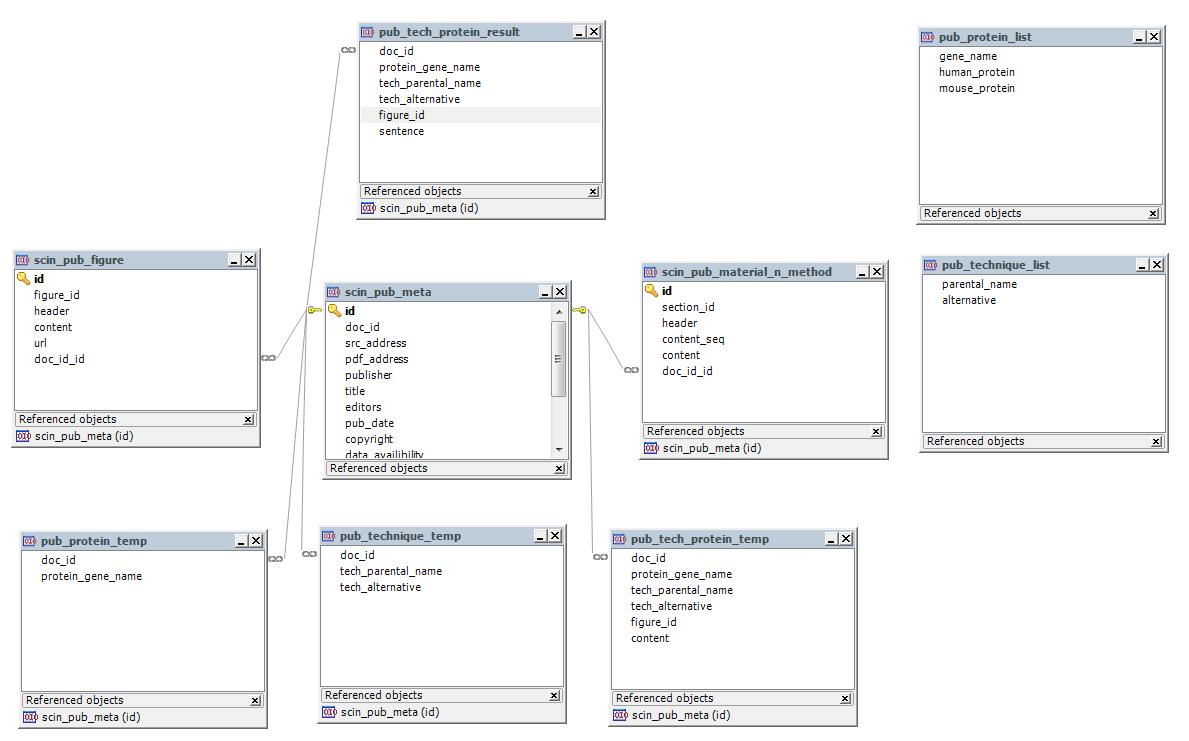 pub_tech_protein_result
doc_id
protein_gene_name
tech_parental_name
tech_alternative
figure_id
sentence
Referenced objects
scin_pub_meta (id)
pub_protein_list
gene_name
human_protein
mouse_protein
Referenced objects
scin_pub_figure
id
figure_id
header
content
url
doc_id_id
Referenced objects
scin_pub_meta (id)
scin_pub_meta
id
doc_id
src_address
pdf_address
publisher
title
editors
pub_date
copyright
data_availibility
Referenced objects
scin_pub_material_n_method
id
section_id
header
content_seq
content
doc_id_id
Referenced objects
scin_pub_meta (id)
pub_technique_list
parental_name
alternative
Referenced objects
pub_protein_temp
doc_id
protein_gene_name
Referenced objects
scin_pub_meta (id)
pub_technique_temp
doc_id
tech_parental_name
tech_alternative
Referenced objects
scin_pub_meta (id)
pub_tech_protein_temp
doc_id
protein_gene_name
tech_parental_name
tech_alternative
figure_id
content
Referenced objects
scin_pub_meta (id)